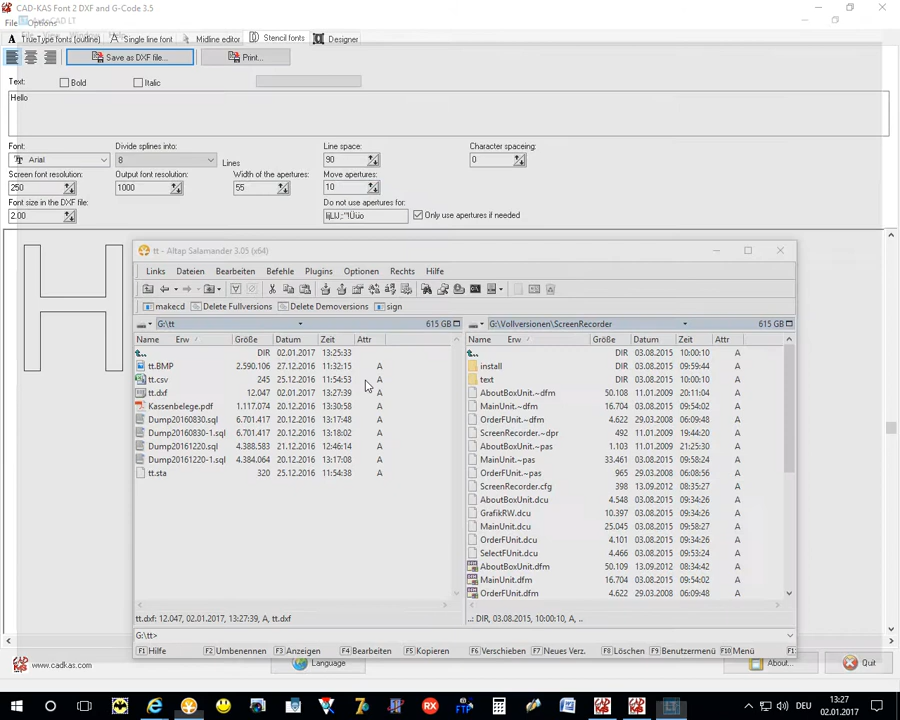 CAD-KAS Font 2 DXF and G-Code 3.5
AutoCAD LT
File Options
File View Window Help
TrueType fonts (outline) Single line font Midline editor Stencil fonts Designer
Save as DXF file... Print...
Text: Bold Italic
Hello
Font: Divide splines into: Line space: Character spaceing:
Arial 8 Lines 90 0
Screen font resolution: Output font resolution: Width of the apertures: Move apertures:
250 1000 55 10
Font size in the DXF file: Do not use apertures for:
2.00 Only use apertures if needed
H
tt - Altap Salamander 3.05 (x64)
Links Dateien Bearbeiten Befehle Plugins Optionen Rechts Hilfe
makecd Delete Fullversions Delete Demoversions sign
G:\tt 615 GB G:\Vollversionen\ScreenRecorder 615 GB
Name Erw Größe Datum Zeit Attr Name Erw Größe Datum Zeit Attr
.. DIR 02.01.2017 13:25:33 .. DIR 03.08.2015 10:00:10 A
tt.BMP 2.590.106 27.12.2016 11:32:15 A install DIR 03.08.2015 09:59:44 A
tt.csv 245 25.12.2016 11:54:53 A text DIR 03.08.2015 10:00:10 A
tt.dxf 12.047 02.01.2017 13:27:39 A AboutBoxUnit.~dfm 50.108 11.01.2009 20:11:04 A
Kassenbelege.pdf 1.117.074 20.12.2016 13:30:58 A MainUnit.~dfm 16.704 03.08.2015 09:54:02 A
Dump20160830.sql 6.701.417 20.12.2016 13:17:48 A OrderFUnit.~dfm 4.622 29.03.2008 06:09:48 A
Dump20160830-1.sql 6.701.417 20.12.2016 13:18:02 A ScreenRecorder.~dpr 492 11.01.2009 19:44:20 A
Dump20161220.sql 4.388.583 21.12.2016 12:46:14 A AboutBoxUnit.~pas 1.103 11.01.2009 21:25:30 A
Dump20161220-1.sql 4.384.064 20.12.2016 13:17:08 A MainUnit.~pas 33.461 03.08.2015 09:58:24 A
tt.sta 320 25.12.2016 11:54:38 A OrderFUnit.~pas 965 29.03.2008 06:08:56 A
ScreenRecorder.cfg 398 13.09.2012 08:35:27 A
AboutBoxUnit.dcu 4.548 03.08.2015 09:34:26 A
GrafikRW.dcu 10.397 03.08.2015 09:34:26 A
MainUnit.dcu 25.045 03.08.2015 09:58:27 A
OrderFUnit.dcu 4.101 03.08.2015 09:34:26 A
SelectFUnit.dcu 4.466 03.08.2015 09:53:24 A
AboutBoxUnit.dfm 50.109 13.09.2012 08:34:42 A
MainUnit.dfm 16.704 03.08.2015 09:54:02 A
OrderFUnit.dfm 4.622 29.03.2008 06:09:48 A
tt.dxf: 12.047, 02.01.2017, 13:27:39, A, tt.dxf ..: DIR, 03.08.2015, 10:00:10, A, ..
G:\tt>
F1 Hilfe F2 Umbenennen F3 Anzeigen F4 Bearbeiten F5 Kopieren F6 Verschieben F7 Neues Verz. F8 Löschen F9 Benutzermenü F10 Menü
www.cadkas.com Language About... Quit
RX FTP LT DEU 13:27
02.01.2017